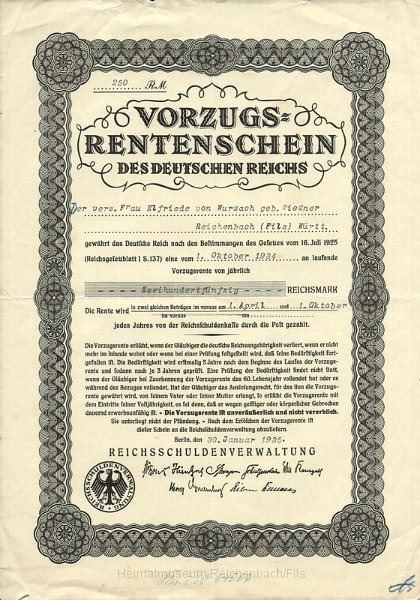 250 R.M
VORZUGS=
RENTENSCHEIN
DES DEUTSCHEN REICHS
Der verw. Frau Elfriede von Wursach geb. Wießner
Reichenbach (Fils) Württ.
gewährt das Deutsche Reich nach den Bestimmungen des Gesetzes vom 16. Juli 1925
(Reichsgesetzblatt I S. 137) eine vom 1. Oktober 1934 an laufende
Vorzugsrente von jährlich
- - - - Zweihundertfünfzig - - - - REICHSMARK
Die Rente wird in zwei gleichen Beträgen im voraus am 1. April und 1. Oktober
im voraus am
jedes Jahres von der Reichsschuldenkasse durch die Post gezahlt.
Die Vorzugsrente erlischt, wenn der Gläubiger die deutsche Reichsangehörigkeit verliert, wenn er nicht
mehr im Inlande wohnt oder wenn bei einer Prüfung festgestellt wird, daß seine Bedürftigkeit fort-
gefallen ist. Die Bedürftigkeit wird erstmalig 5 Jahre nach dem Beginn des Laufes der Vorzugs-
rente und sodann nach je 3 Jahren geprüft. Eine Prüfung der Bedürftigkeit findet nicht statt,
wenn der Gläubiger bei Zuerkennung der Vorzugsrente das 60. Lebensjahr vollendet hat oder es
während des Bezuges vollendet. Hat der Gläubiger das Auslosungsrecht, für das ihm die Vorzugs-
rente gewährt wird, von seinem Vater oder seiner Mutter erlangt, so erlischt die Vorzugsrente mit
dem Eintritt seiner Volljährigkeit, es sei denn, daß er wegen geistiger oder körperlicher Gebrechen
dauernd erwerbsunfähig ist. • Die Vorzugsrente ist unveräußerlich und nicht vererblich.
Sie unterliegt nicht der Pfändung. • Nach dem Erlöschen der Vorzugsrente ist
dieser Schein an die Reichsschuldenverwaltung abzuliefern.
Berlin, den 30. Januar 1935.
REICHSSCHULDENVERWALTUNG
REICHSSCHULDENVERWALTUNG
Heimatmuseum Reichenbach/Fils